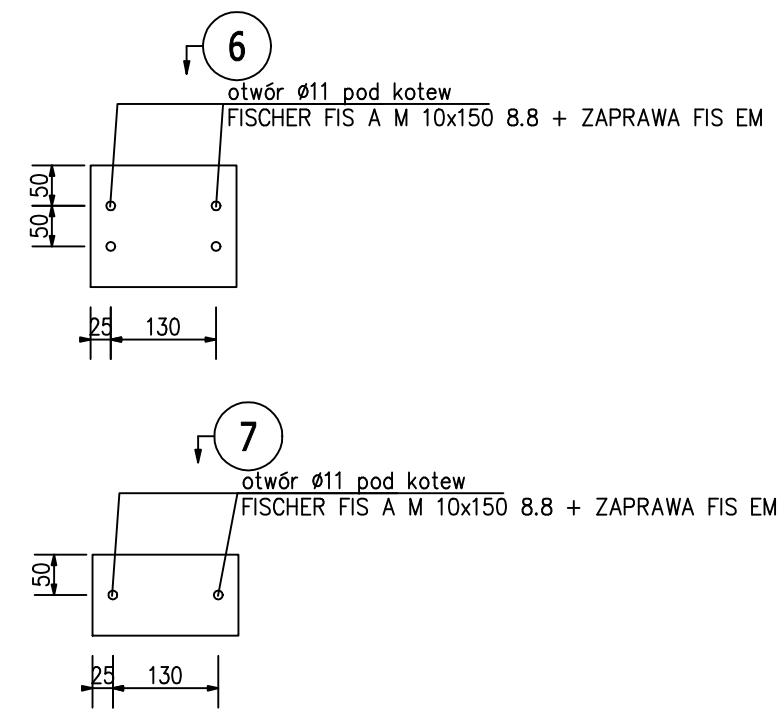 6
otwór Ø11 pod kotew
FISCHER FIS A M 10x150 8.8 + ZAPRAWA FIS EM
50
50
25 130
7
otwór Ø11 pod kotew
FISCHER FIS A M 10x150 8.8 + ZAPRAWA FIS EM
50
25 130